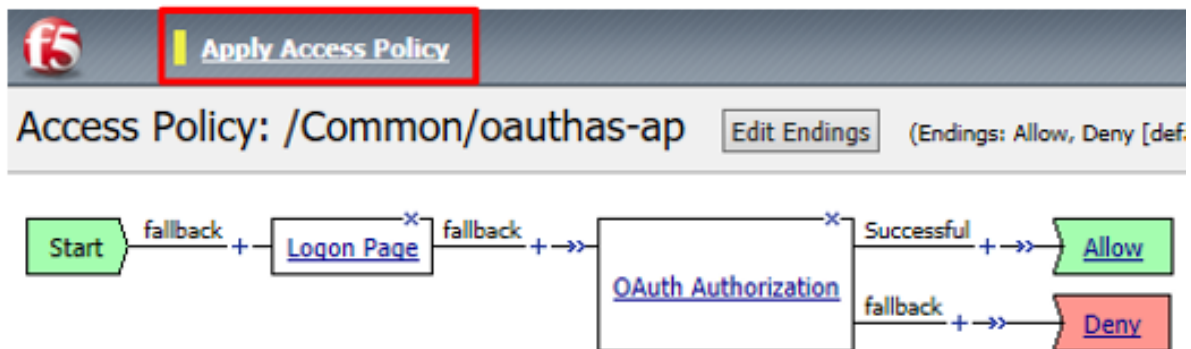 f5
Apply Access Policy
Access Policy: /Common/oauthas-ap Edit Endings (Endings: Allow, Deny [def
Start fallback + Logon Page × fallback + OAuth Authorization × Successful + Allow
fallback + Deny